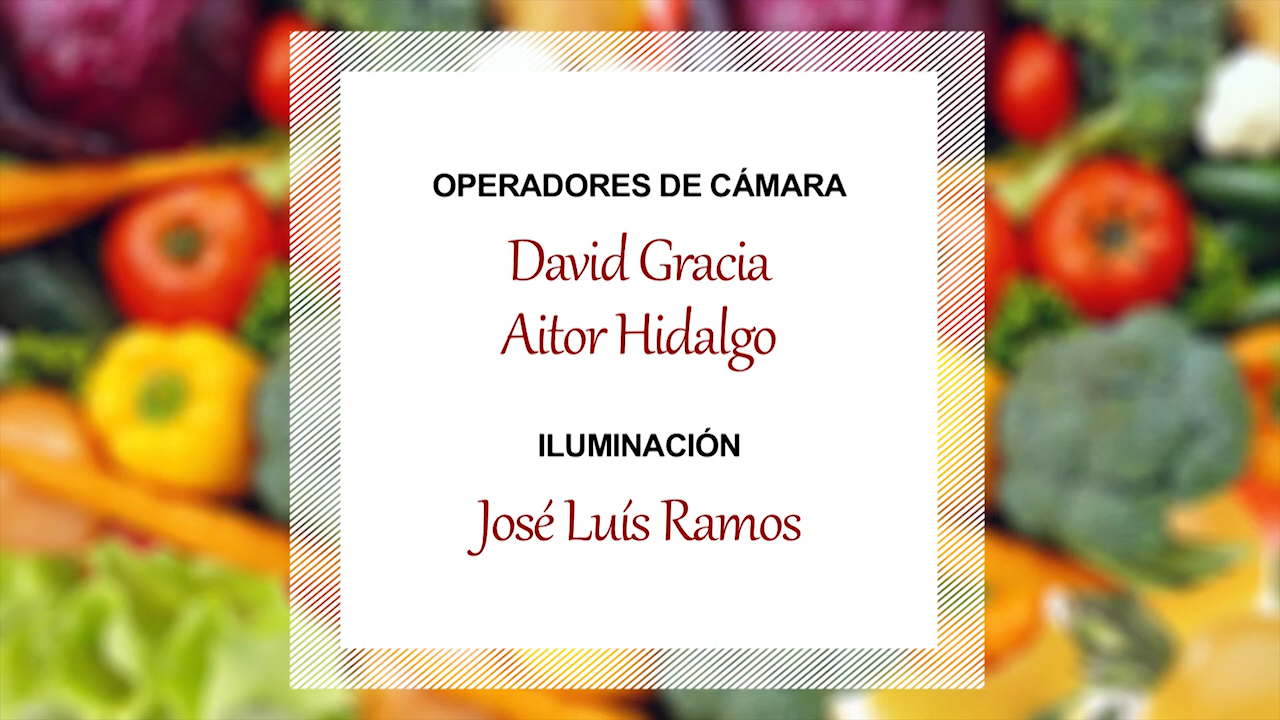 OPERADORES DE CÁMARA
David Gracia
Aitor Hidalgo
ILUMINACIÓN
José Luís Ramos